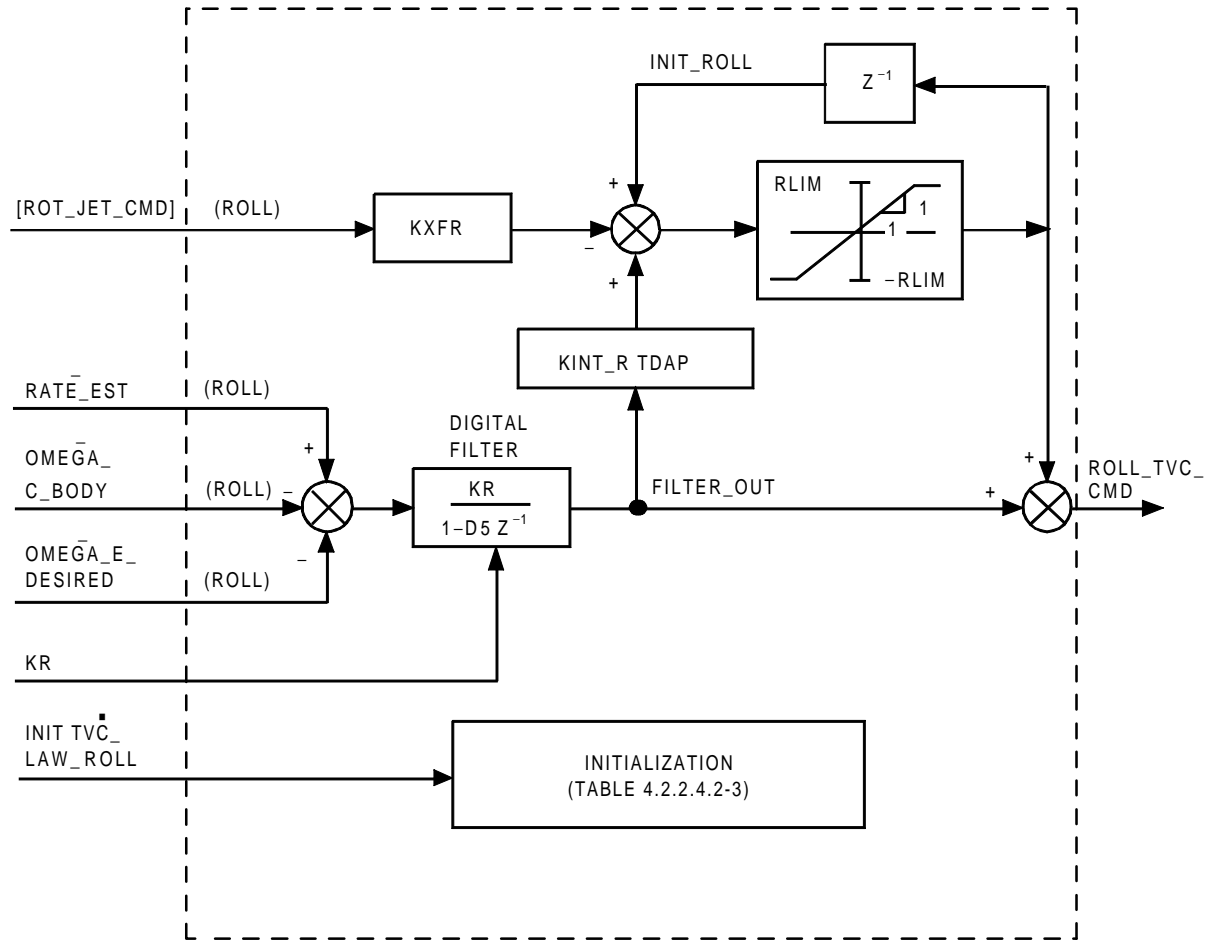 INIT_ROLL
Z⁻¹
RLIM
1
1
–RLIM
+
–
+
[ROT_JET_CMD] (ROLL)
KXFR
KINT_R TDAP
RATE_EST (ROLL)
+
OMEGA_
C_BODY (ROLL)
–
OMEGA_E_
DESIRED (ROLL)
–
DIGITAL
FILTER
KR
1–D5 Z⁻¹
FILTER_OUT
+
+
ROLL_TVC_
CMD
KR
INIT TVC_
LAW_ROLL
INITIALIZATION
(TABLE 4.2.2.4.2-3)